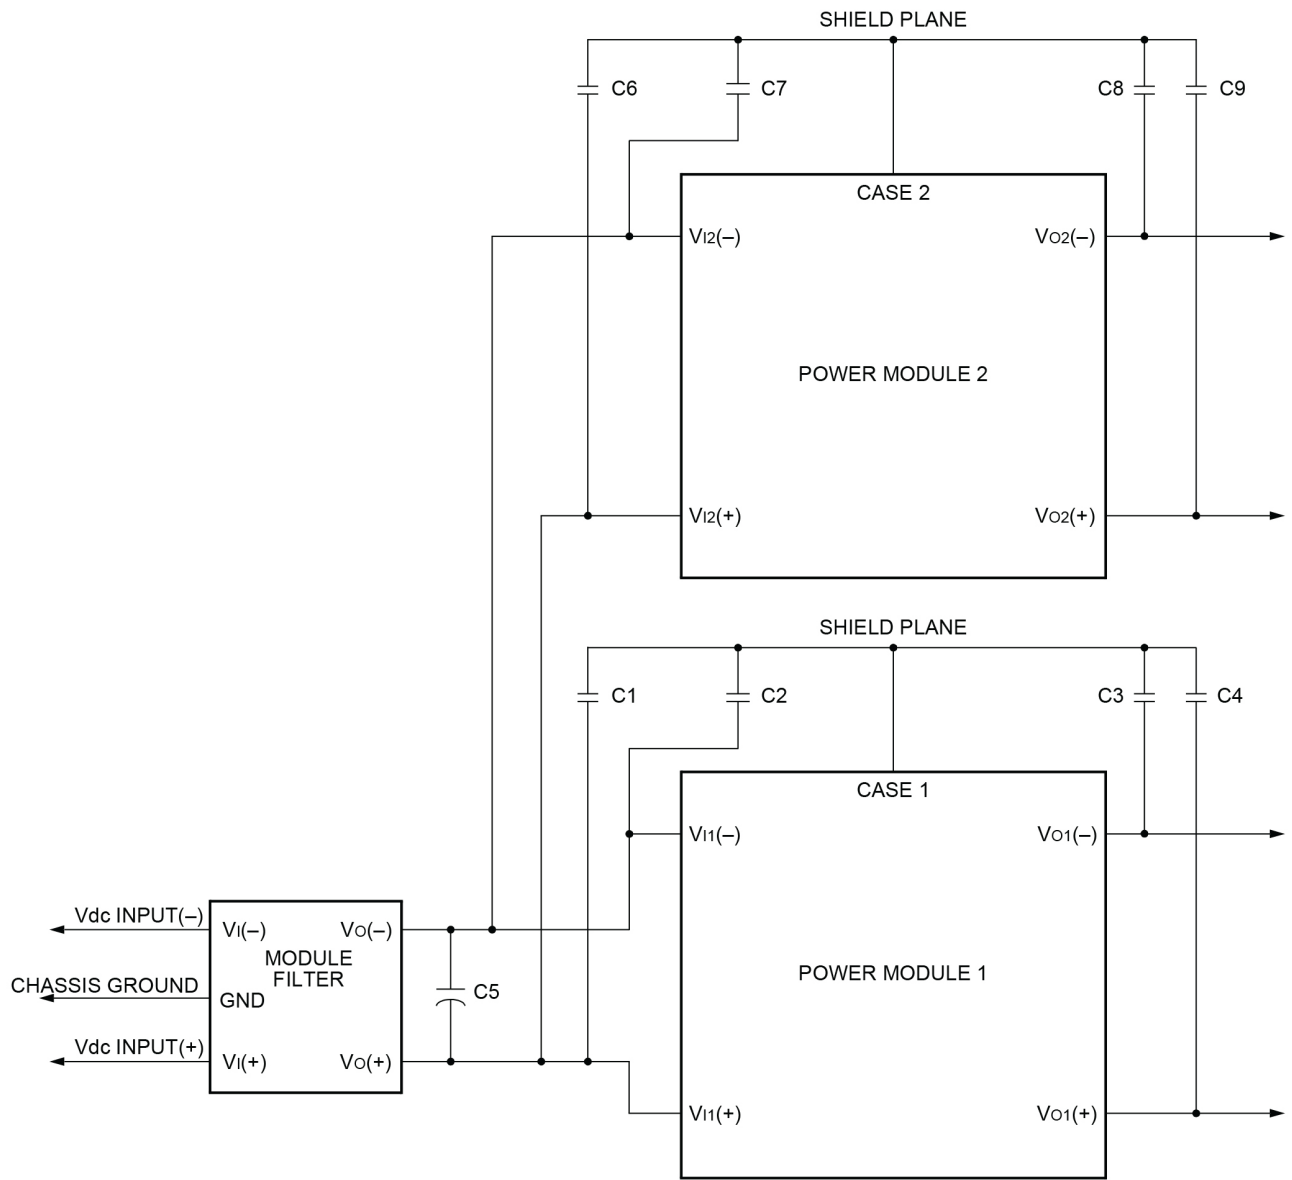 SHIELD PLANE
C6
C7
C8
C9
CASE 2
VI2(–)
VO2(–)
POWER MODULE 2
VI2(+)
VO2(+)
SHIELD PLANE
C1
C2
C3
C4
CASE 1
VI1(–)
VO1(–)
Vdc INPUT(–)
VI(–)
VO(–)
MODULE
FILTER
POWER MODULE 1
CHASSIS GROUND
GND
C5
Vdc INPUT(+)
VI(+)
VO(+)
VI1(+)
VO1(+)